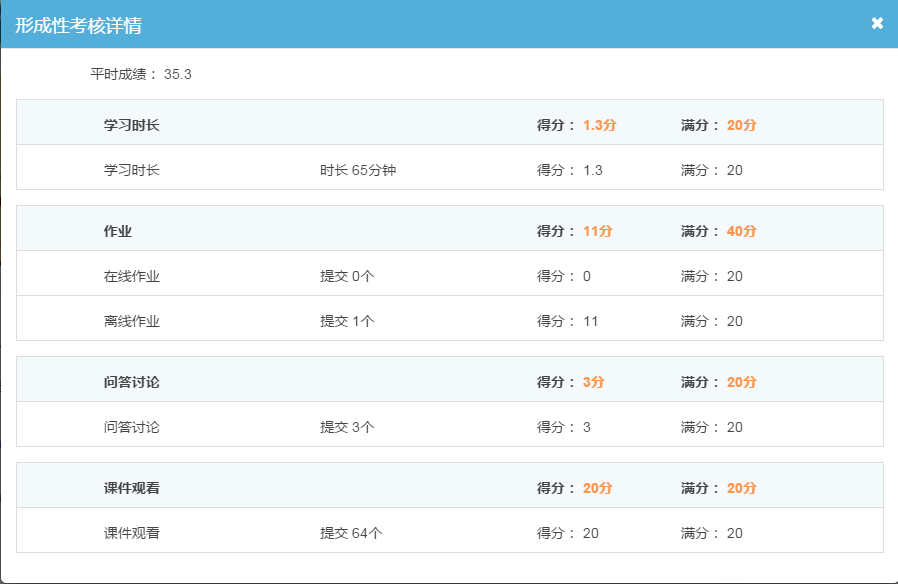 形成性考核详情 ✖
平时成绩： 35.3
学习时长 得分： 1.3分 满分： 20分
学习时长 时长 65分钟 得分： 1.3 满分： 20
作业 得分： 11分 满分： 40分
在线作业 提交 0个 得分： 0 满分： 20
离线作业 提交 1个 得分： 11 满分： 20
问答讨论 得分： 3分 满分： 20分
问答讨论 提交 3个 得分： 3 满分： 20
课件观看 得分： 20分 满分： 20分
课件观看 提交 64个 得分： 20 满分： 20